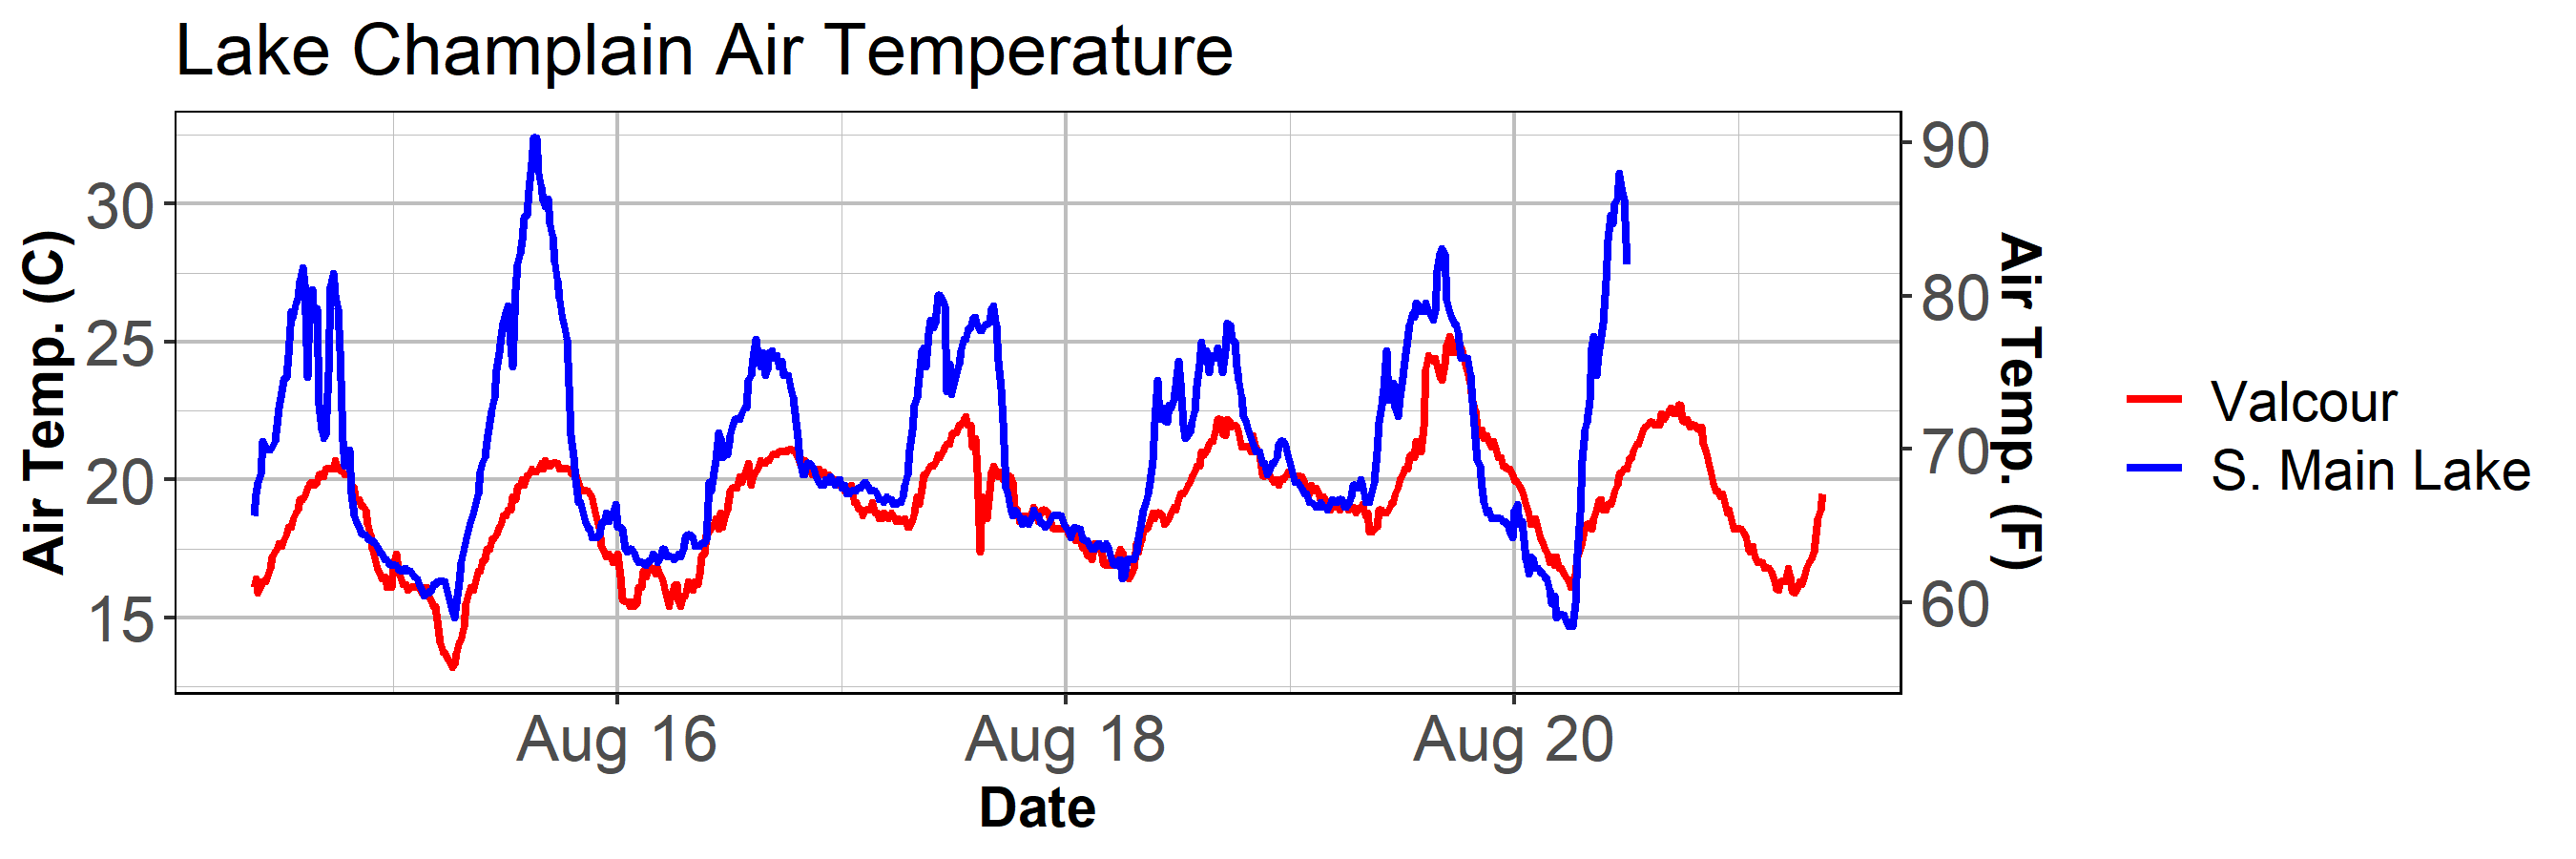 Lake Champlain Air Temperature
Air Temp. (C)
30
25
20
15
90
80
70
60
Air Temp. (F)
Valcour
S. Main Lake
Aug 16
Aug 18
Aug 20
Date